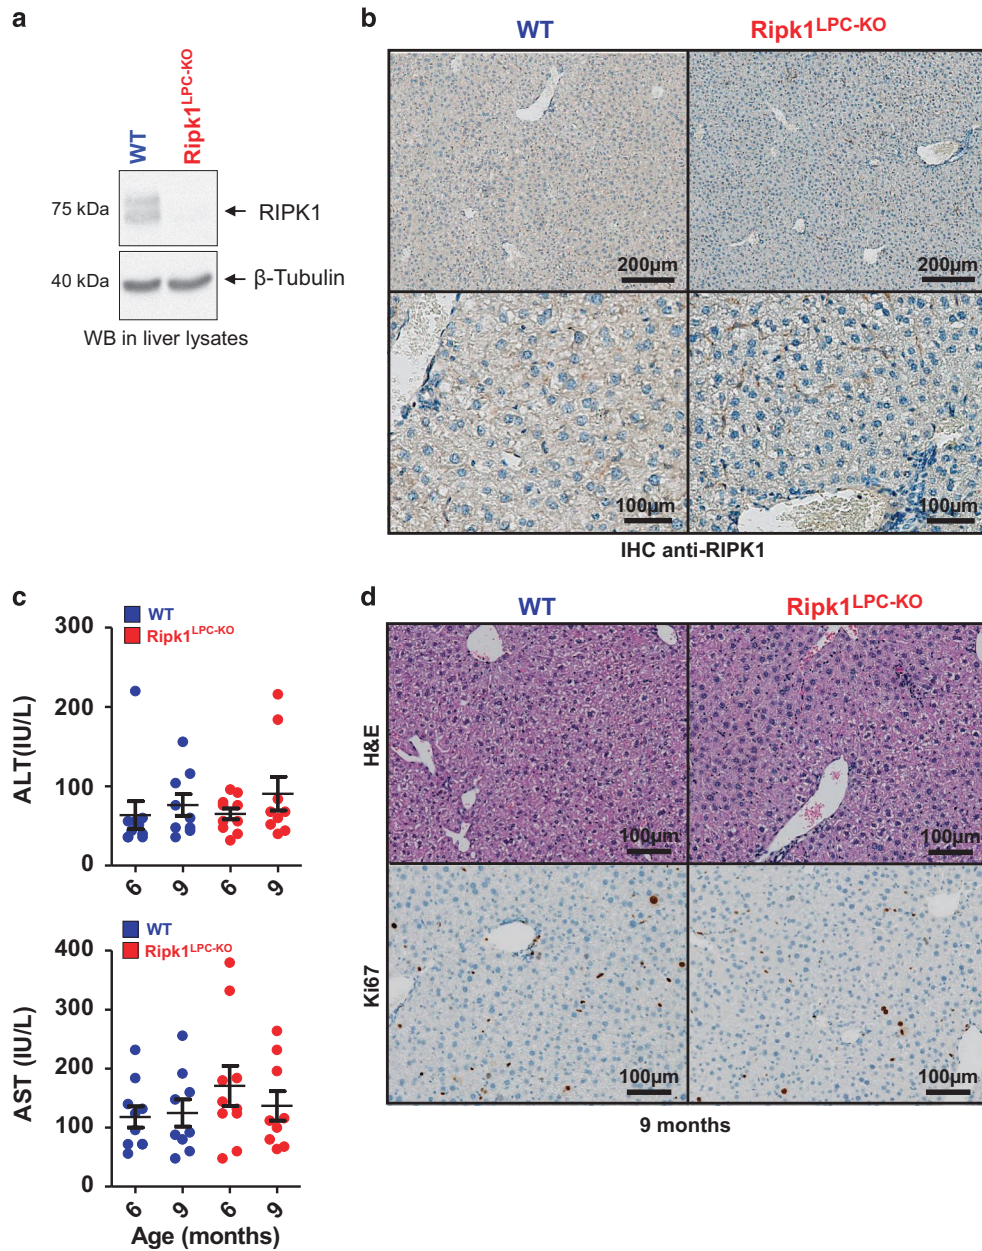 a
WT
Ripk1LPC-KO
75 kDa
RIPK1
40 kDa
β-Tubulin
WB in liver lysates
b
WT
Ripk1LPC-KO
200µm
200µm
100µm
100µm
IHC anti-RIPK1
c
WT
Ripk1LPC-KO
300
200
100
0
ALT(IU/L)
6
9
6
9
WT
Ripk1LPC-KO
400
300
200
100
0
AST (IU/L)
6
9
6
9
Age (months)
d
WT
Ripk1LPC-KO
H&E
100µm
100µm
Ki67
100µm
100µm
9 months